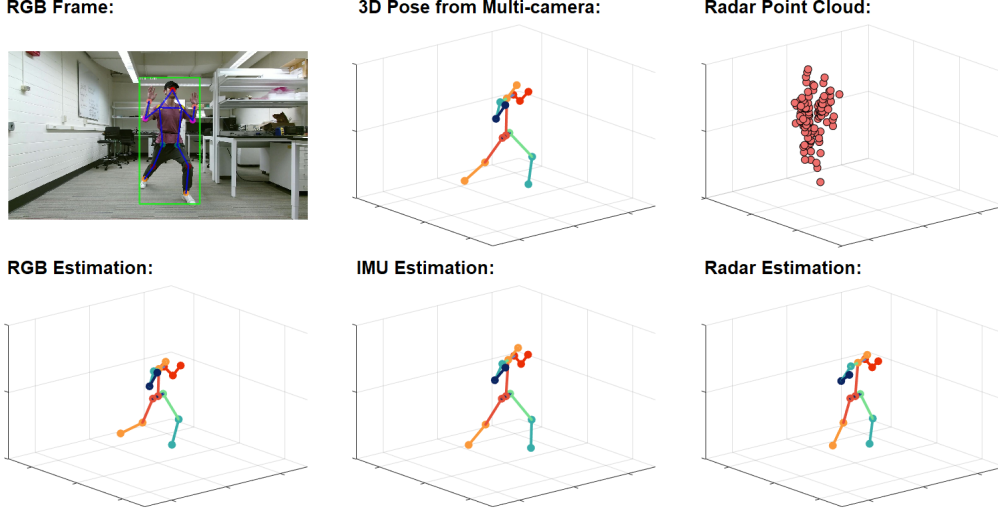 RGB Frame:
3D Pose from Multi-camera:
Radar Point Cloud:
RGB Estimation:
IMU Estimation:
Radar Estimation: